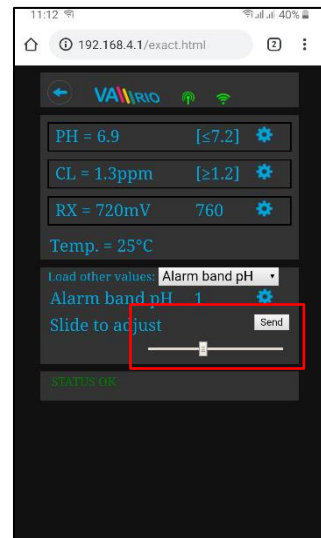 11:12
40%
192.168.4.1/exact.html
2
VA RIO
PH = 6.9 [≤7.2]
CL = 1.3ppm [≥1.2]
RX = 720mV 760
Temp. = 25°C
Load other values: Alarm band pH
Alarm band pH 1
Slide to adjust Send
STATUS OK